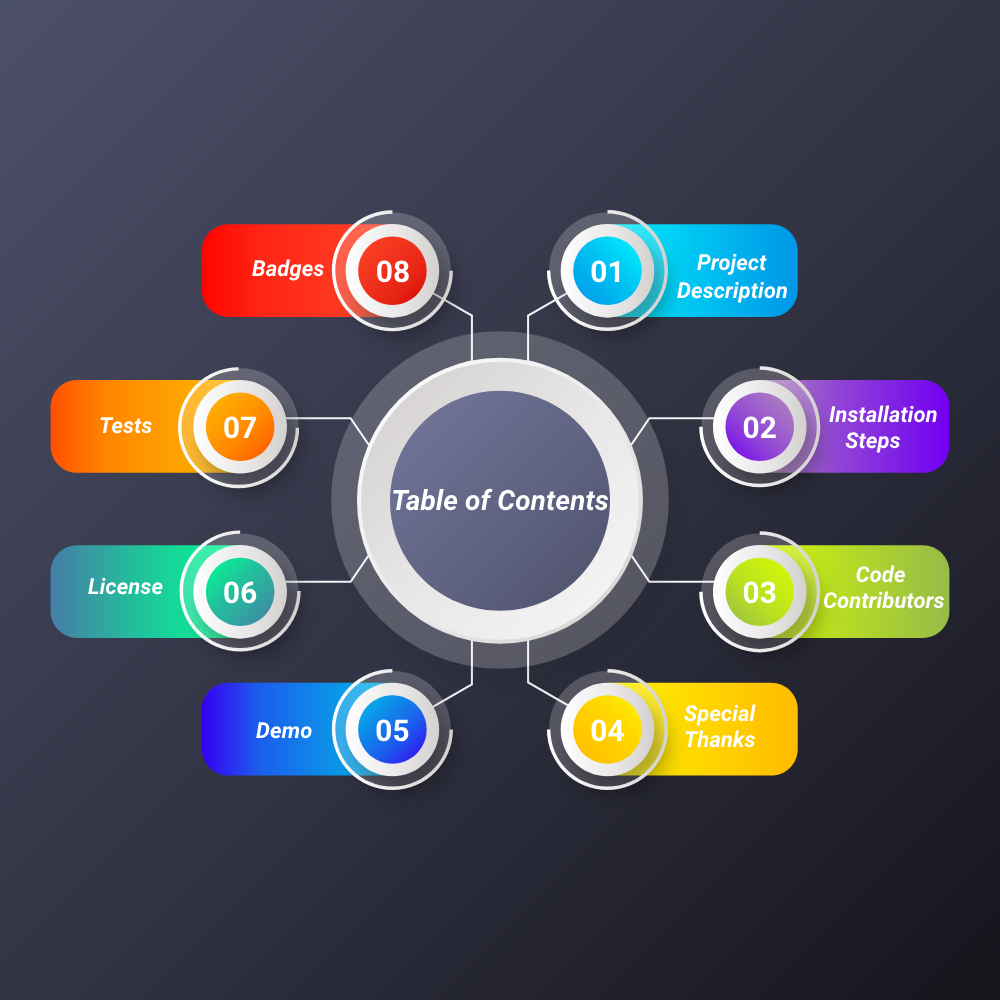 Table of Contents
01
Project
Description
02
Installation
Steps
03
Code
Contributors
04
Special
Thanks
05
Demo
06
License
07
Tests
08
Badges